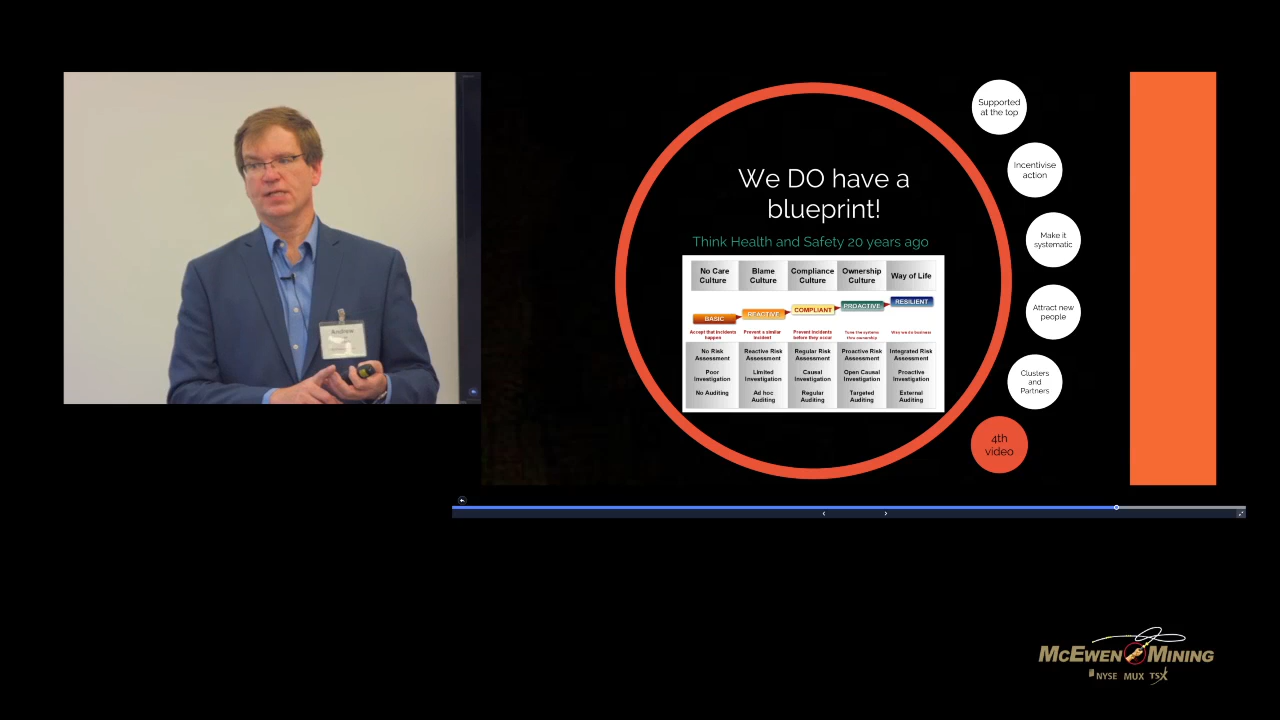 Andrew
We DO have a
blueprint!
Think Health and Safety 20 years ago
No Care
Culture
Blame
Culture
Compliance
Culture
Ownership
Culture
Way of Life
BASIC
REACTIVE
COMPLIANT
PROACTIVE
RESILIENT
Accept that incidents
happen
Prevent a similar
incident
Prevent incidents
before they occur
Tune the systems
thru ownership
Way we do business
No Risk
Assessment
Reactive Risk
Assessment
Regular Risk
Assessment
Proactive Risk
Assessment
Integrated Risk
Assessment
Poor
Investigation
Limited
Investigation
Causal
Investigation
Open Causal
Investigation
Proactive
Investigation
No Auditing
Ad hoc
Auditing
Regular
Auditing
Targeted
Auditing
External
Auditing
Supported
at the top
Incentivise
action
Make it
systematic
Attract new
people
Clusters
and
Partners
4th
video
MCEWEN MINING
NYSE MUX TSX